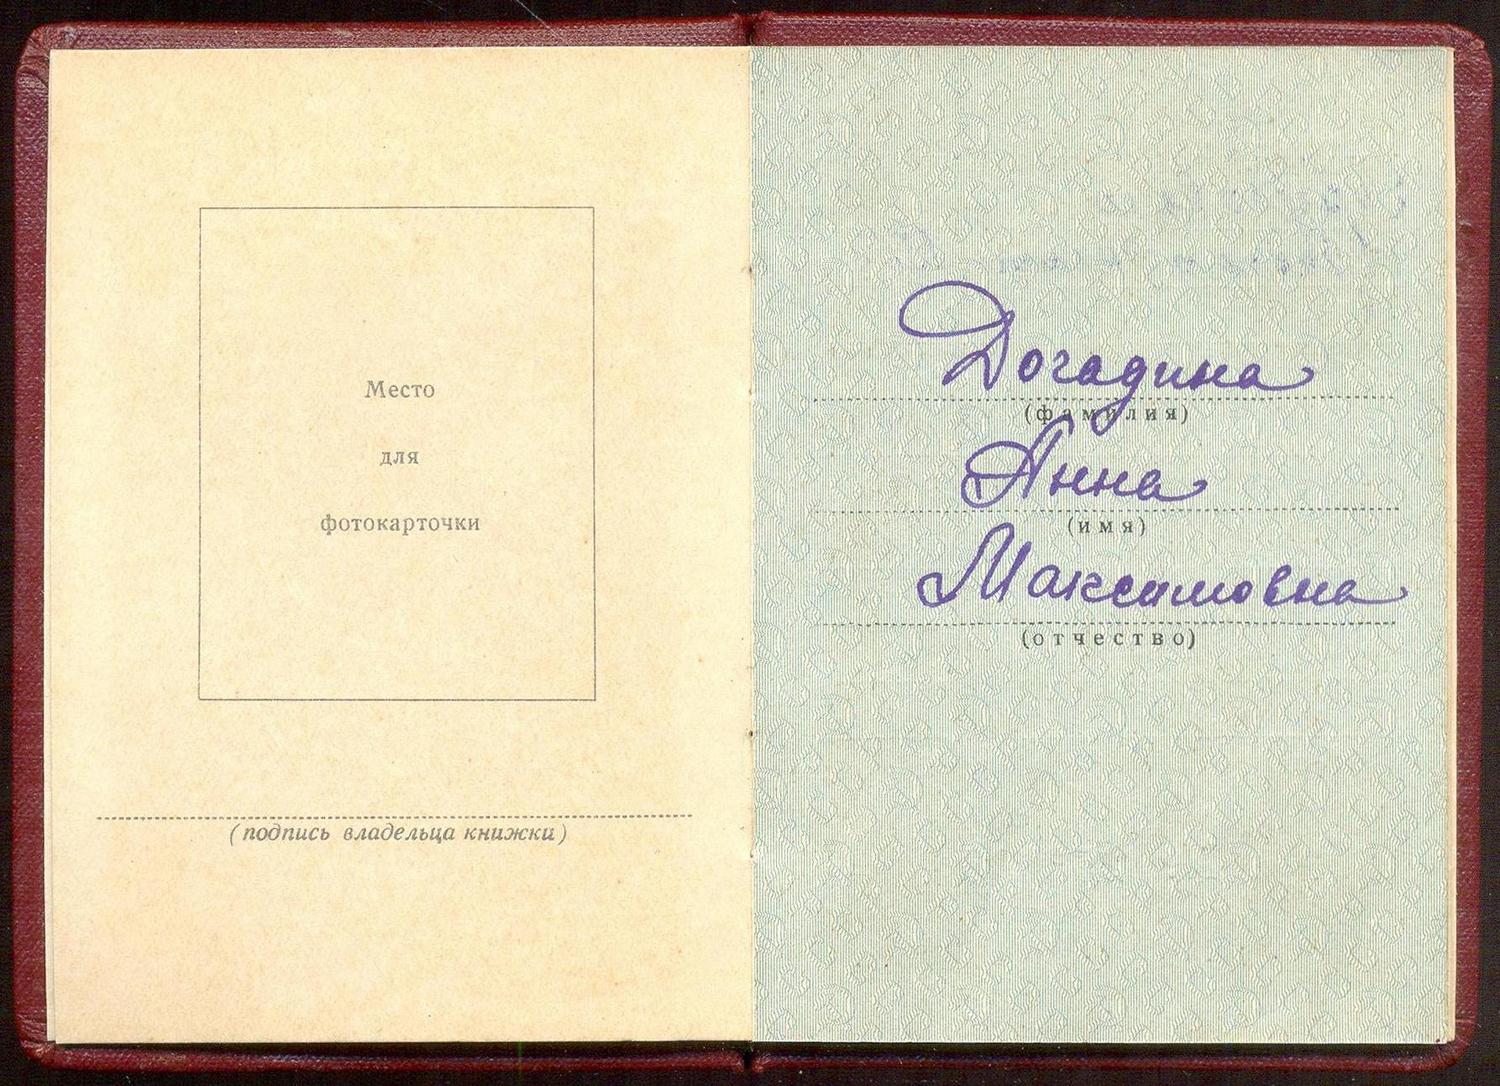 Место
для
фотокарточки
(подпись владельца книжки)
Догадина
(фамилия)
Анна
(имя)
Максимовна
(отчество)